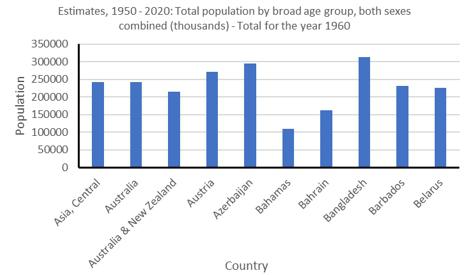 Estimates, 1950 - 2020: Total population by broad age group, both sexes
combined (thousands) - Total for the year 1960
350000
300000
250000
200000
150000
100000
50000
0
Population
Asia, Central
Australia
Australia & New Zealand
Austria
Azerbaijan
Bahamas
Bahrain
Bangladesh
Barbados
Belarus
Country